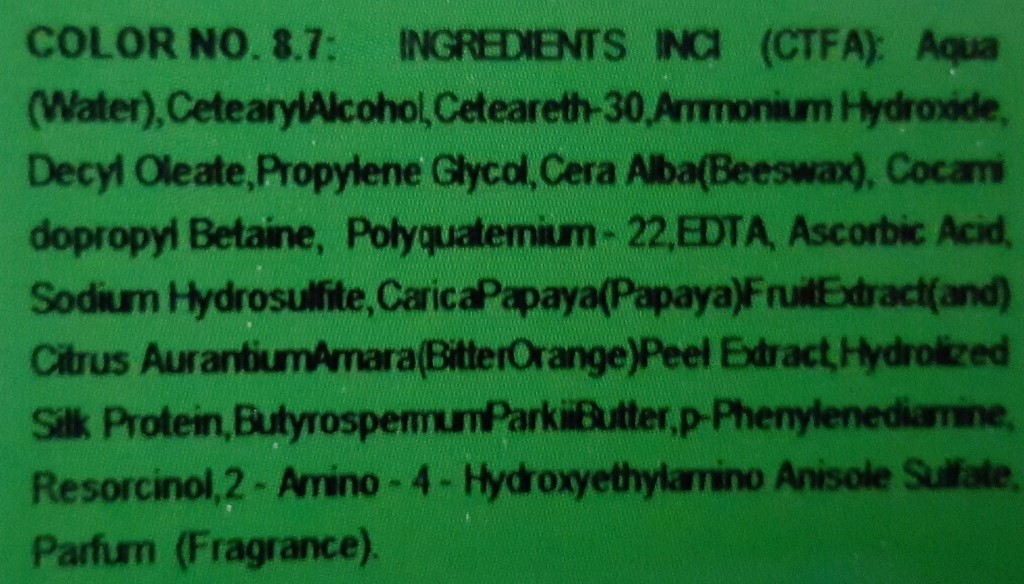 COLOR NO. 8.7: INGREDIENTS INCI (CTFA): Aqua
(Water),CetearylAlcohol,Ceteareth-30,Ammonium Hydroxide,
Decyl Oleate,Propylene Glycol,Cera Alba(Beeswax), Cocami
dopropyl Betaine, Polyquaternium - 22,EDTA, Ascorbic Acid,
Sodium Hydrosulfite,CaricaPapaya(Papaya)FruitExtract(and)
Citrus AurantiumAmara(BitterOrange)Peel Extract,Hydrolized
Silk Protein,ButyrospermumParkiiButter,p-Phenylenediamine,
Resorcinol,2 - Amino - 4 - Hydroxyethylamino Anisole Sulfate,
Parfum (Fragrance).